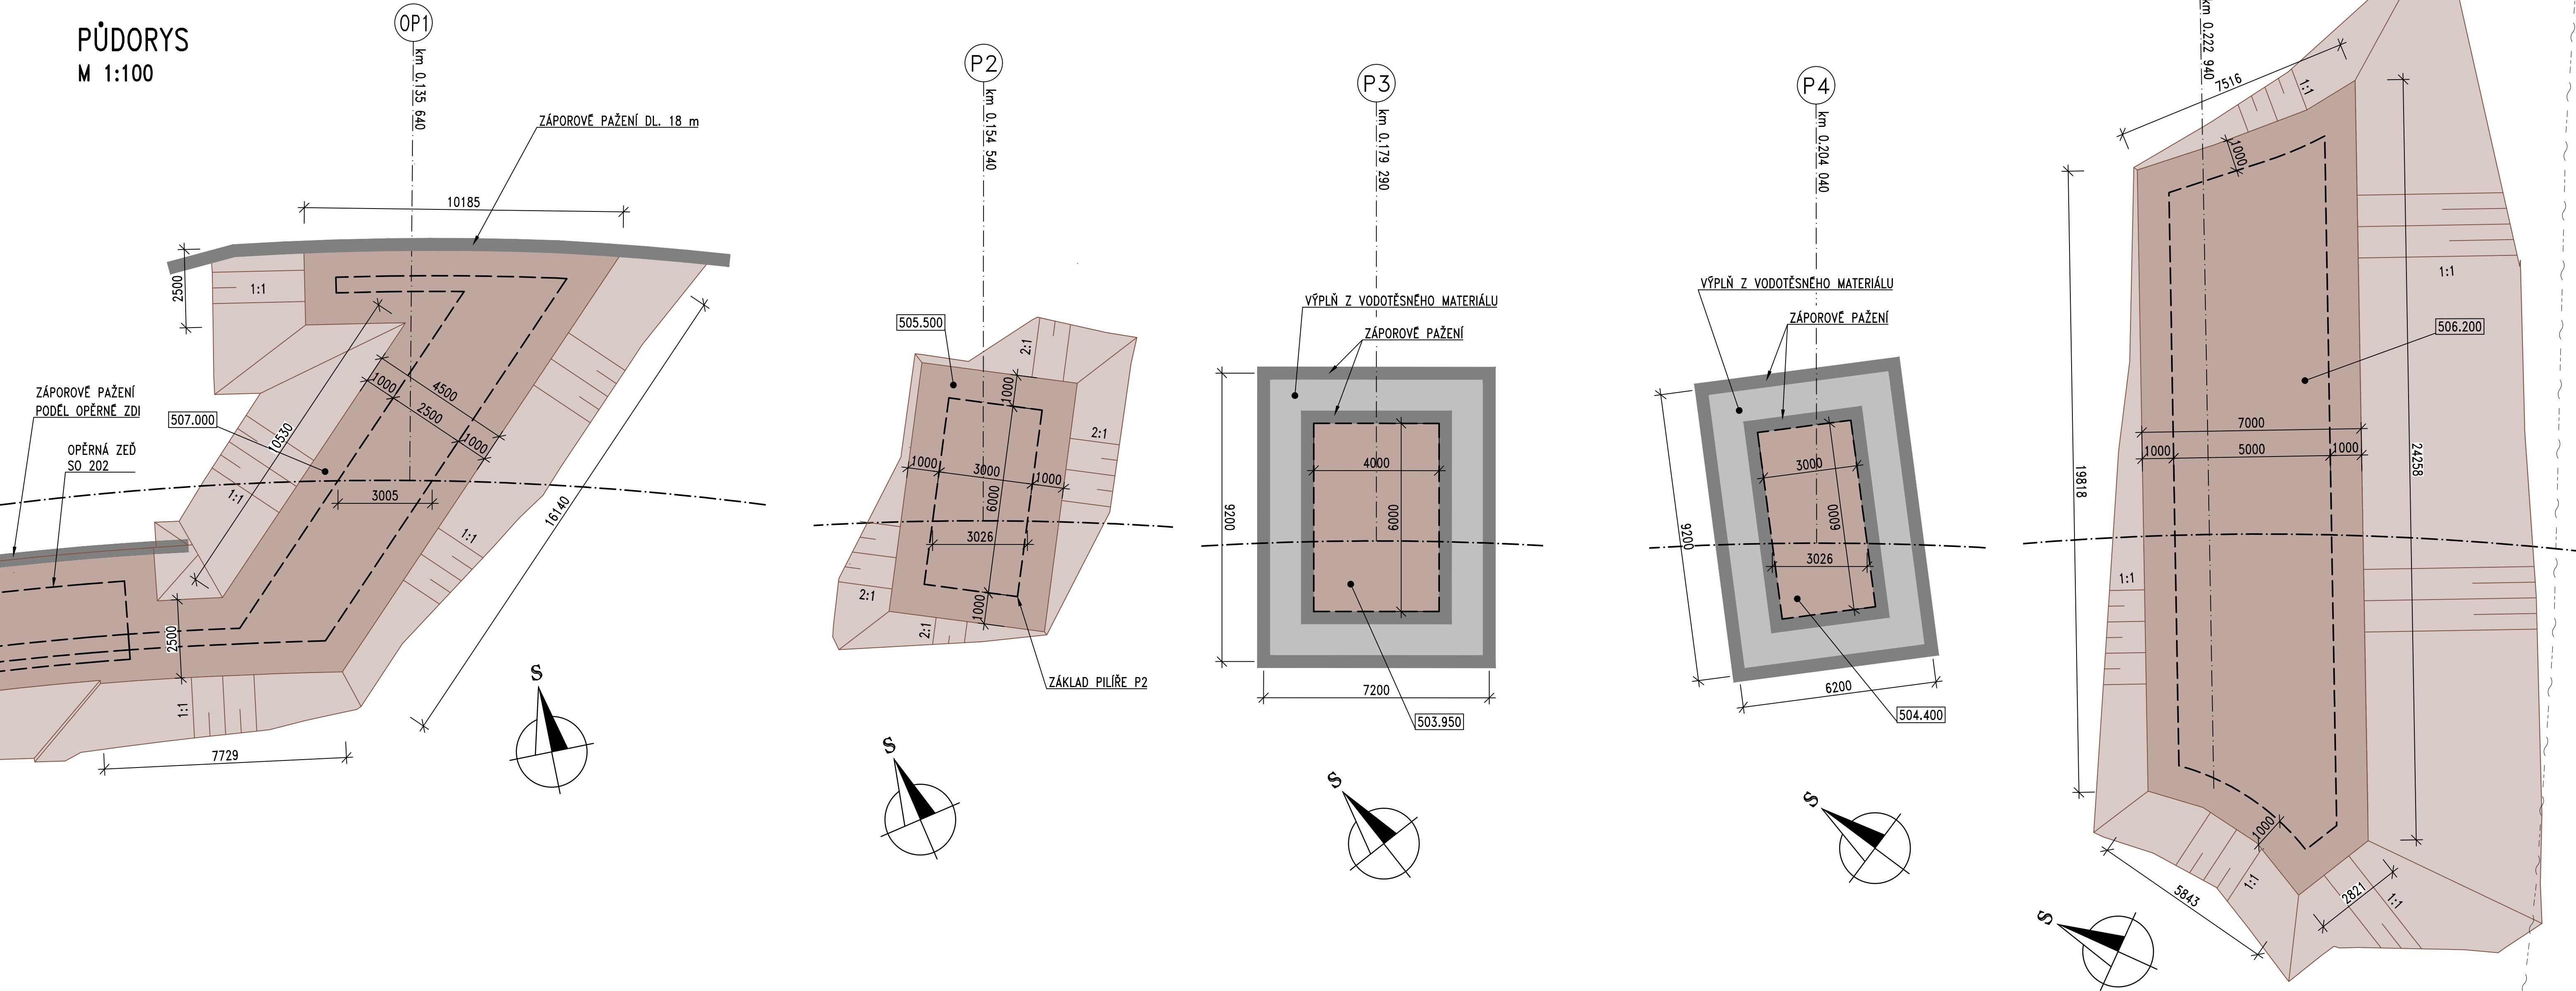 PŮDORYS
M 1:100
OP1
km 0.135 640
ZÁPOROVÉ PAŽENÍ DL. 18 m
10185
2500
1:1
10530
1000
4500
2500
1000
ZÁPOROVÉ PAŽENÍ
PODÉL OPĚRNÉ ZDI
507.000
OPĚRNÁ ZEĎ
SO 202
1:1
3005
16140
1:1
2500
1:1
7729
S
P2
km 0.154 540
505.500
2:1
1000
2:1
1000
3000
1000
6000
3026
2:1
1000
2:1
ZÁKLAD PILÍŘE P2
S
P3
km 0.179 290
VÝPLŇ Z VODOTĚSNÉHO MATERIÁLU
ZÁPOROVÉ PAŽENÍ
4000
6000
9200
7200
503.950
S
P4
km 0.204 040
VÝPLŇ Z VODOTĚSNÉHO MATERIÁLU
ZÁPOROVÉ PAŽENÍ
3000
6000
9200
3026
6200
504.400
S
km 0.222 940
7516
1:1
1000
1:1
506.200
7000
1000
5000
1000
19818
24258
1:1
1000
1:1
5843
2821
1:1
S